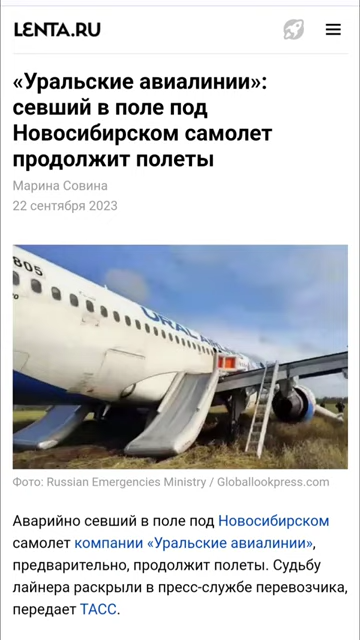 LENTA.RU
«Уральские авиалинии»:
севший в поле под
Новосибирском самолет
продолжит полеты
Марина Совина
22 сентября 2023
805
URAL AIRLINES
Фото: Russian Emergencies Ministry / Globallookpress.com
Аварийно севший в поле под Новосибирском
самолет компании «Уральские авиалинии»,
предварительно, продолжит полеты. Судьбу
лайнера раскрыли в пресс-службе перевозчика,
передает ТАСС.